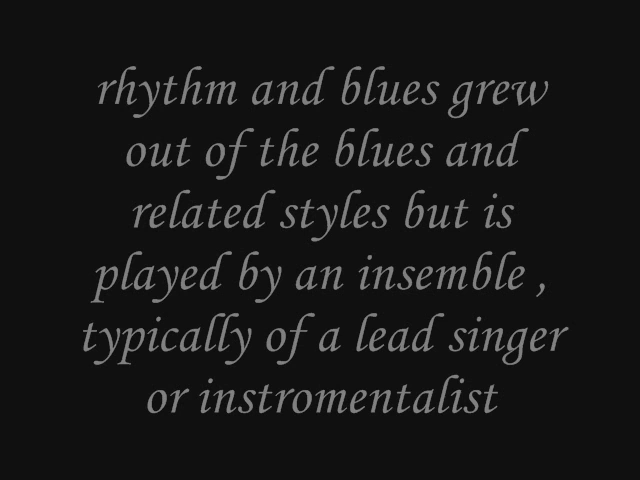 rhythm and blues grew
out of the blues and
related styles but is
played by an insemble ,
typically of a lead singer
or instromentalist